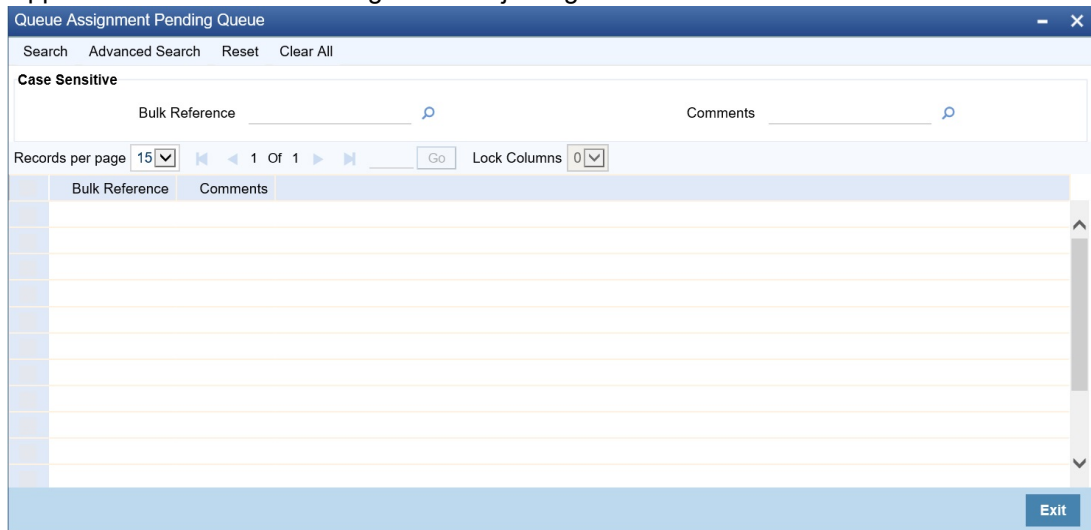 Queue Assignment Pending Queue
Search Advanced Search Reset Clear All
Case Sensitive
Bulk Reference Comments
Records per page 15 1 Of 1 Go Lock Columns 0
Bulk Reference Comments
Exit